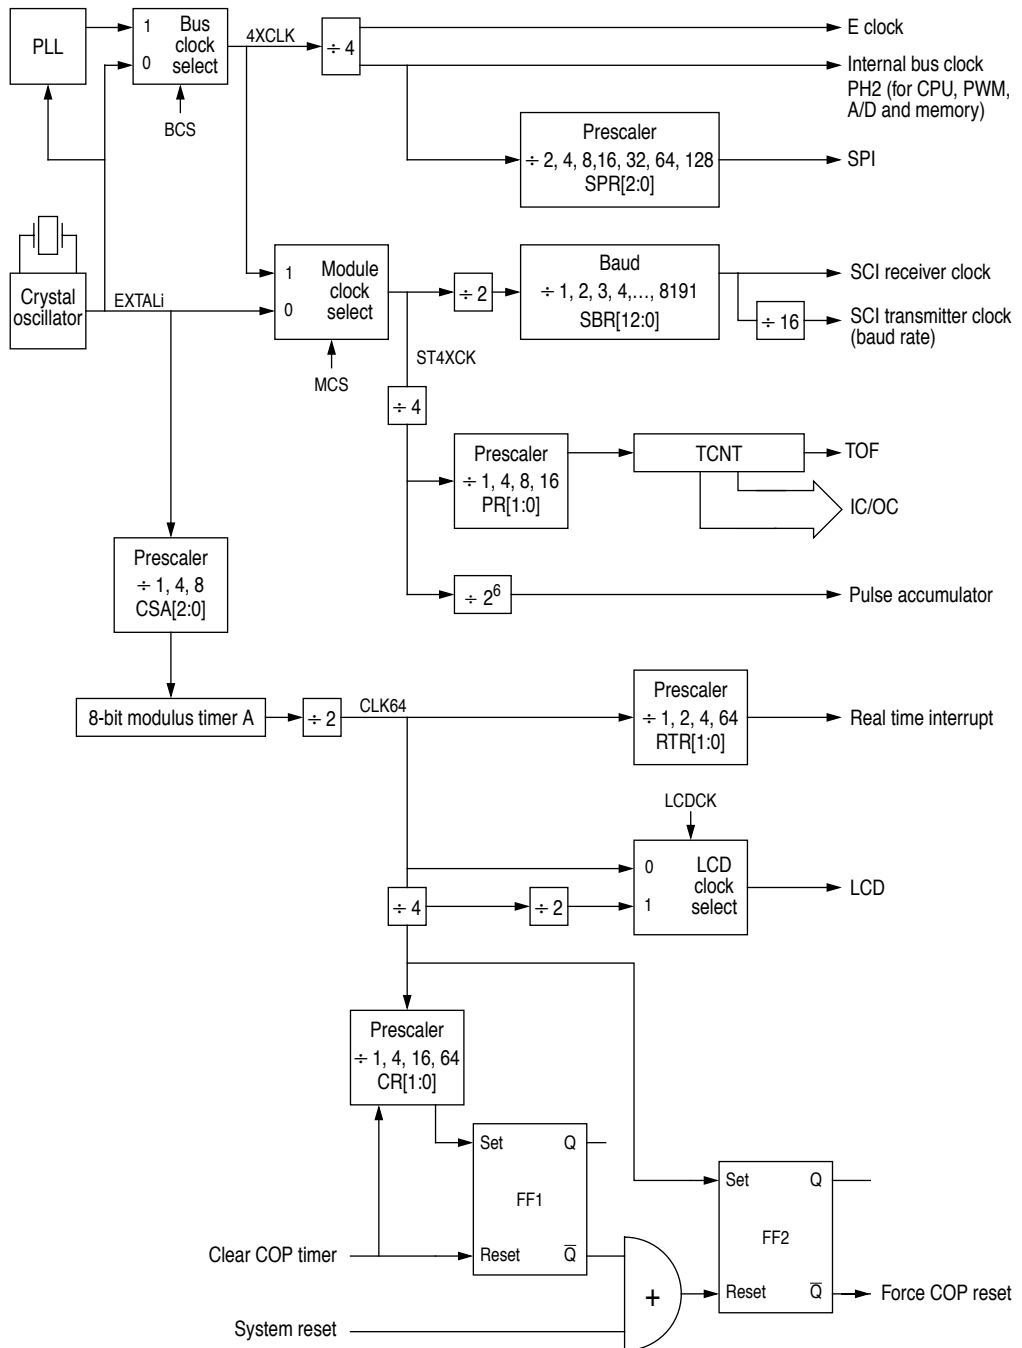 PLL
1
0
Bus
clock
select
BCS
4XCLK
÷ 4
E clock
Internal bus clock
PH2 (for CPU, PWM,
A/D and memory)
Prescaler
÷ 2, 4, 8,16, 32, 64, 128
SPR[2:0]
SPI
Crystal
oscillator
EXTALi
1
0
Module
clock
select
MCS
ST4XCK
÷ 2
Baud
÷ 1, 2, 3, 4,…, 8191
SBR[12:0]
SCI receiver clock
÷ 16
SCI transmitter clock
(baud rate)
÷ 4
Prescaler
÷ 1, 4, 8, 16
PR[1:0]
TCNT
TOF
IC/OC
÷ 2⁶
Pulse accumulator
Prescaler
÷ 1, 4, 8
CSA[2:0]
8-bit modulus timer A
÷ 2
CLK64
Prescaler
÷ 1, 2, 4, 64
RTR[1:0]
Real time interrupt
LCDCK
0
1
LCD
clock
select
LCD
÷ 4
÷ 2
Prescaler
÷ 1, 4, 16, 64
CR[1:0]
Set
Q
FF1
Reset
Q̅
Set
Q
FF2
Reset
Q̅
Clear COP timer
+
Force COP reset
System reset